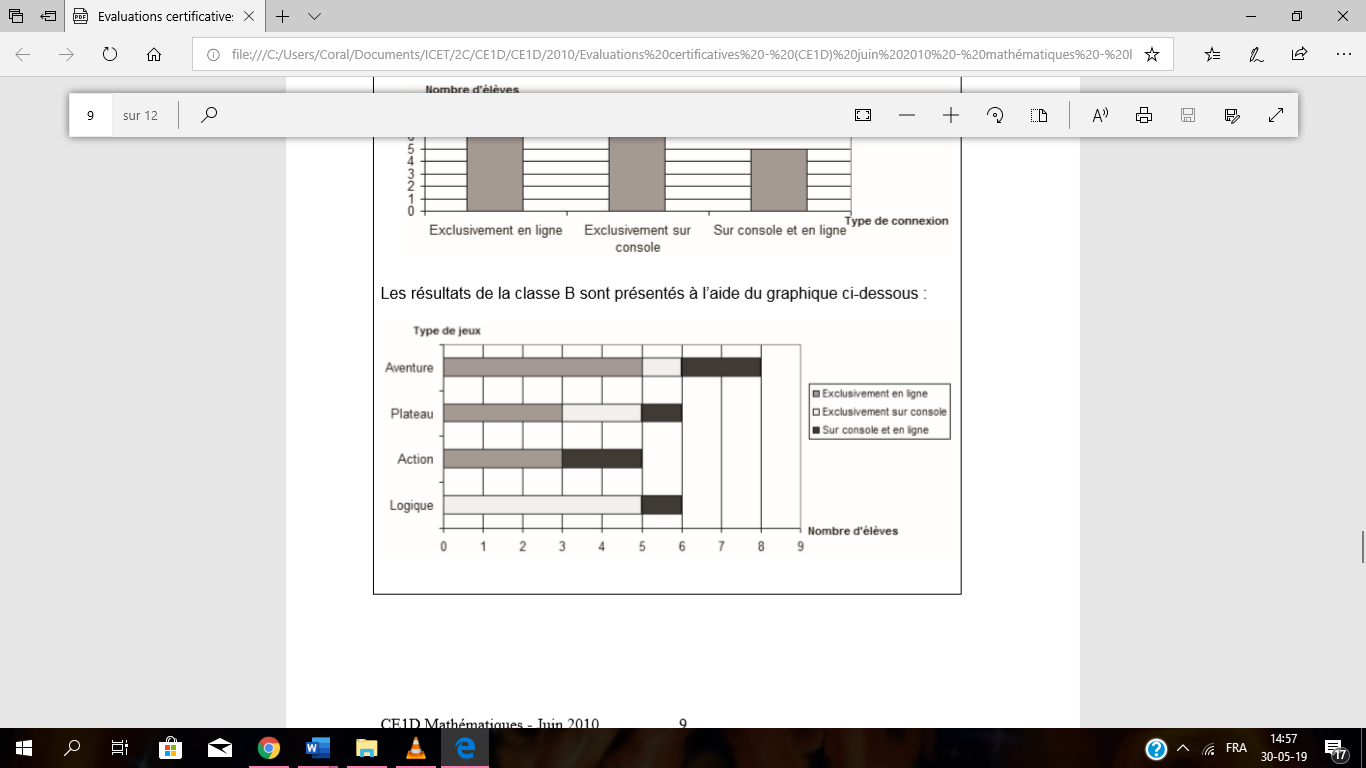 Evaluations certificative:
file:///C:/Users/Coral/Documents/ICET/2C/CE1D/CE1D/2010/Evaluations%20certificatives%20-%20(CE1D)%20juin%202010%20-%20mathématiques%20-%20l
Nombre d'élèves
9 sur 12
6
5
4
3
2
1
0
Type de connexion
Exclusivement en ligne Exclusivement sur console Sur console et en ligne
Les résultats de la classe B sont présentés à l'aide du graphique ci-dessous :
Type de jeux
Aventure
Plateau
Action
Logique
Exclusivement en ligne
Exclusivement sur console
Sur console et en ligne
Nombre d'élèves
0 1 2 3 4 5 6 7 8 9
CE1D Mathématiques - Juin 2010 9
FRA
14:57
30-05-19
17